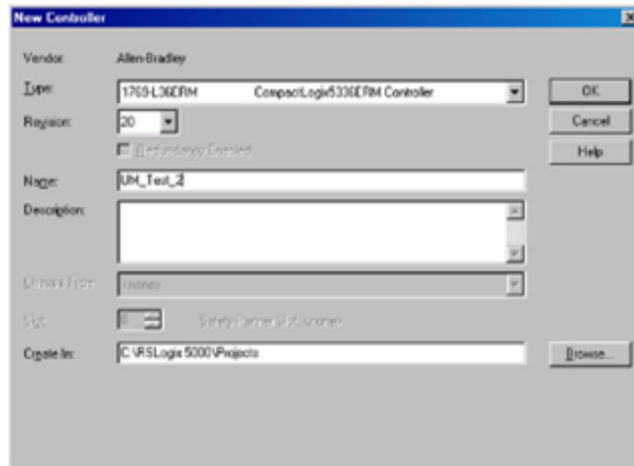 New Controller
Vendor: Allen-Bradley
Type: 1769-L36ERM CompactLogix5336ERM Controller
OK
Revision: 20
Cancel
Redundancy Enabled
Help
Name: UM_Test_2
Description:
Chassis Type: <none>
Slot: 0 Safety Partner Slot: <none>
Create In: C:\RSLogix 5000\Projects
Browse...